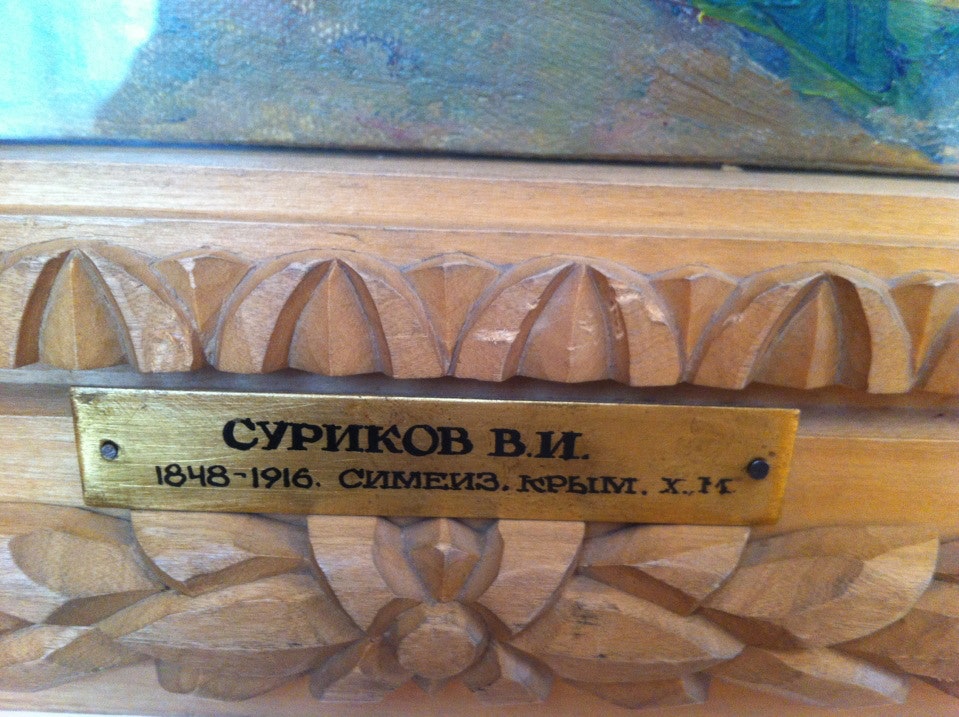 СУРИКОВ В.И.
1848-1916. СИМЕИЗ. КРЫМ. Х., М.